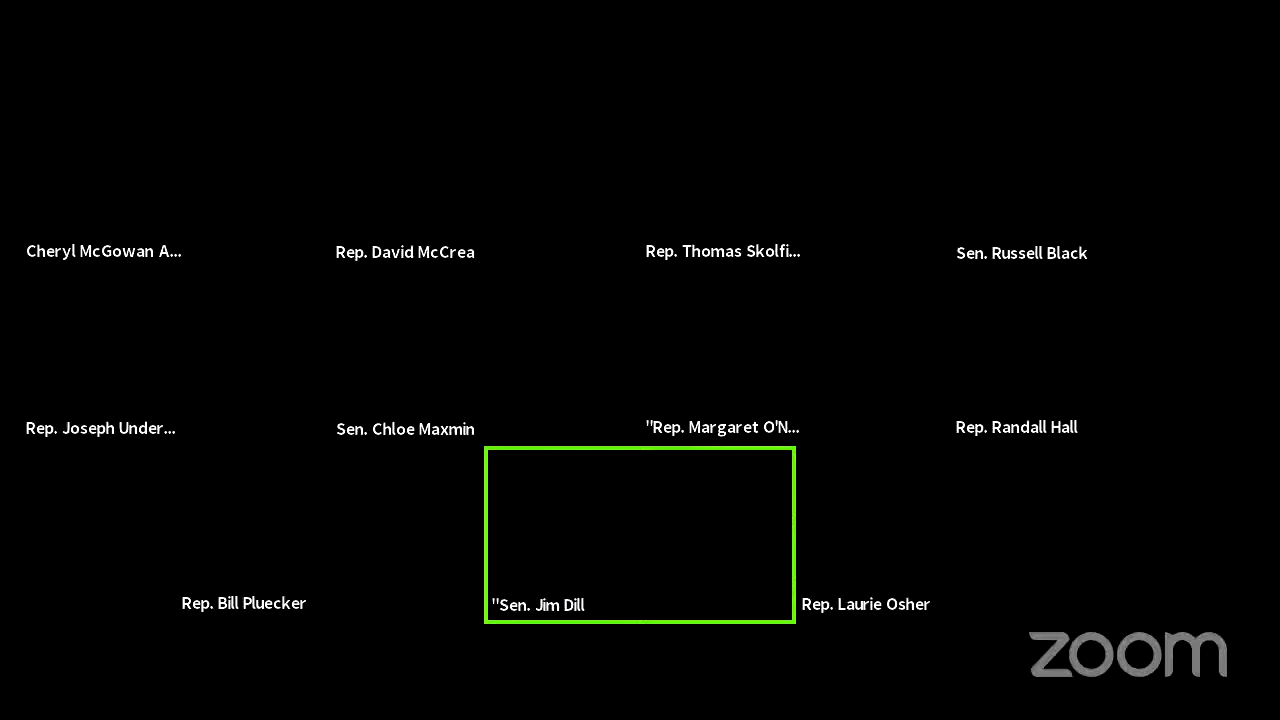 Cheryl McGowan A...
Rep. David McCrea
Rep. Thomas Skolfi...
Sen. Russell Black
Rep. Joseph Under...
Sen. Chloe Maxmin
"Rep. Margaret O'N...
Rep. Randall Hall
Rep. Bill Pluecker
"Sen. Jim Dill
Rep. Laurie Osher
zoom